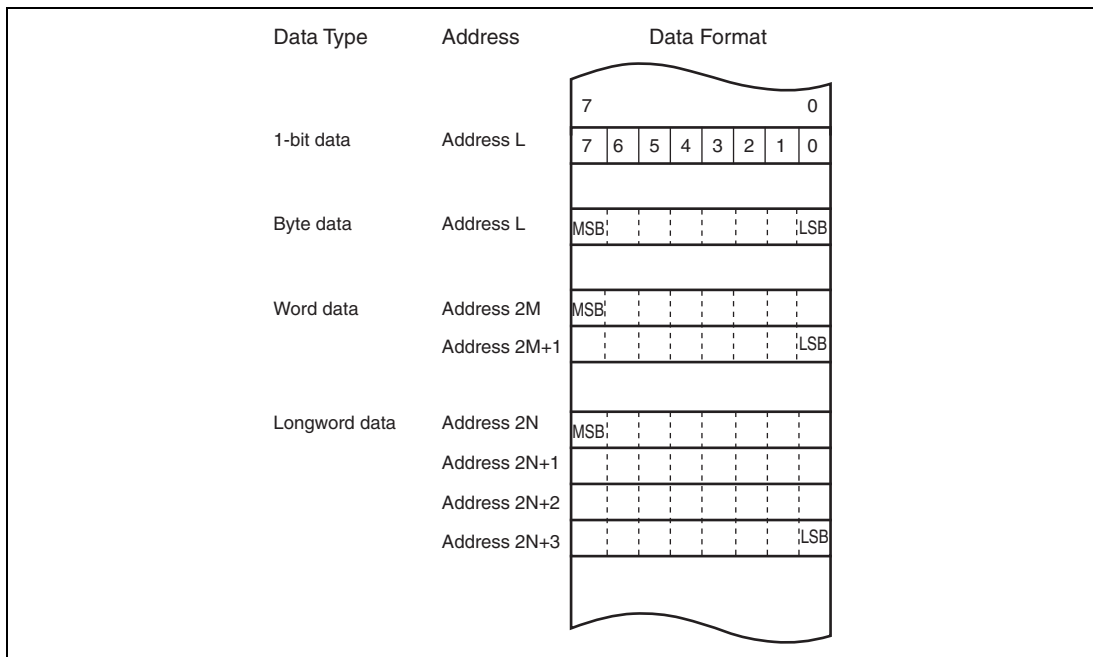 Data Type Address Data Format
7 0
1-bit data Address L 7 6 5 4 3 2 1 0
Byte data Address L MSB LSB
Word data Address 2M MSB
Address 2M+1 LSB
Longword data Address 2N MSB
Address 2N+1
Address 2N+2
Address 2N+3 LSB